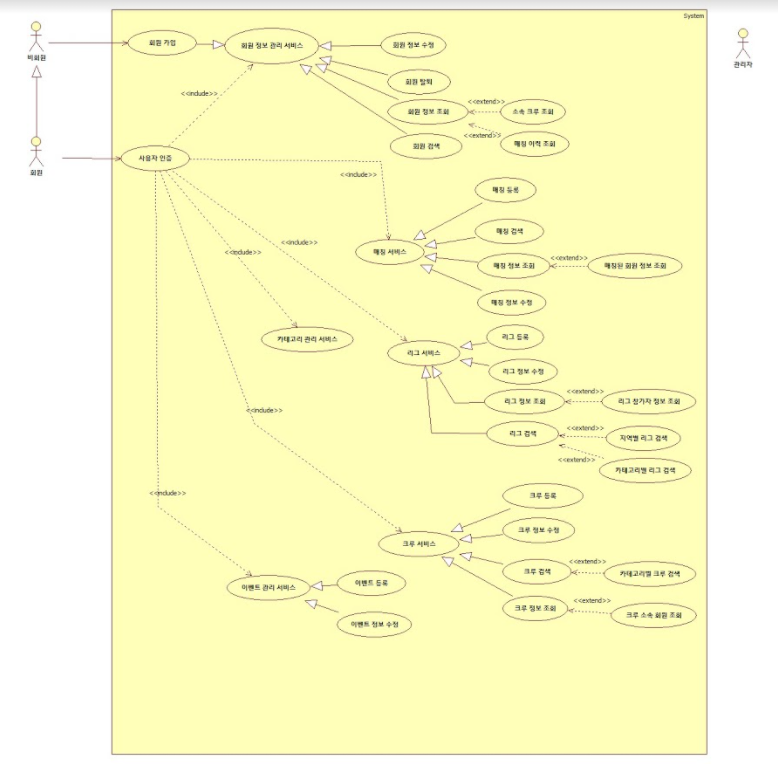 System
비회원
회원 가입
회원 정보 관리 서비스
회원 정보 수정
관리자
회원 탈퇴
<<include>>
회원 정보 조회
<<extend>>
소속 크루 조회
<<extend>>
매칭 이력 조회
회원 검색
회원
사용자 인증
<<include>>
매칭 등록
매칭 검색
<<include>>
<<include>>
매칭 서비스
매칭 정보 조회
<<extend>>
매칭된 회원 정보 조회
매칭 정보 수정
카테고리 관리 서비스
리그 등록
리그 서비스
리그 정보 수정
리그 정보 조회
<<extend>>
리그 참가자 정보 조회
<<include>>
리그 검색
<<extend>>
지역별 리그 검색
<<extend>>
카테고리별 리그 검색
<<include>>
크루 등록
크루 정보 수정
크루 서비스
크루 검색
<<extend>>
카테고리별 크루 검색
이벤트 관리 서비스
이벤트 등록
크루 정보 조회
<<extend>>
크루 소속 회원 조회
이벤트 정보 수정